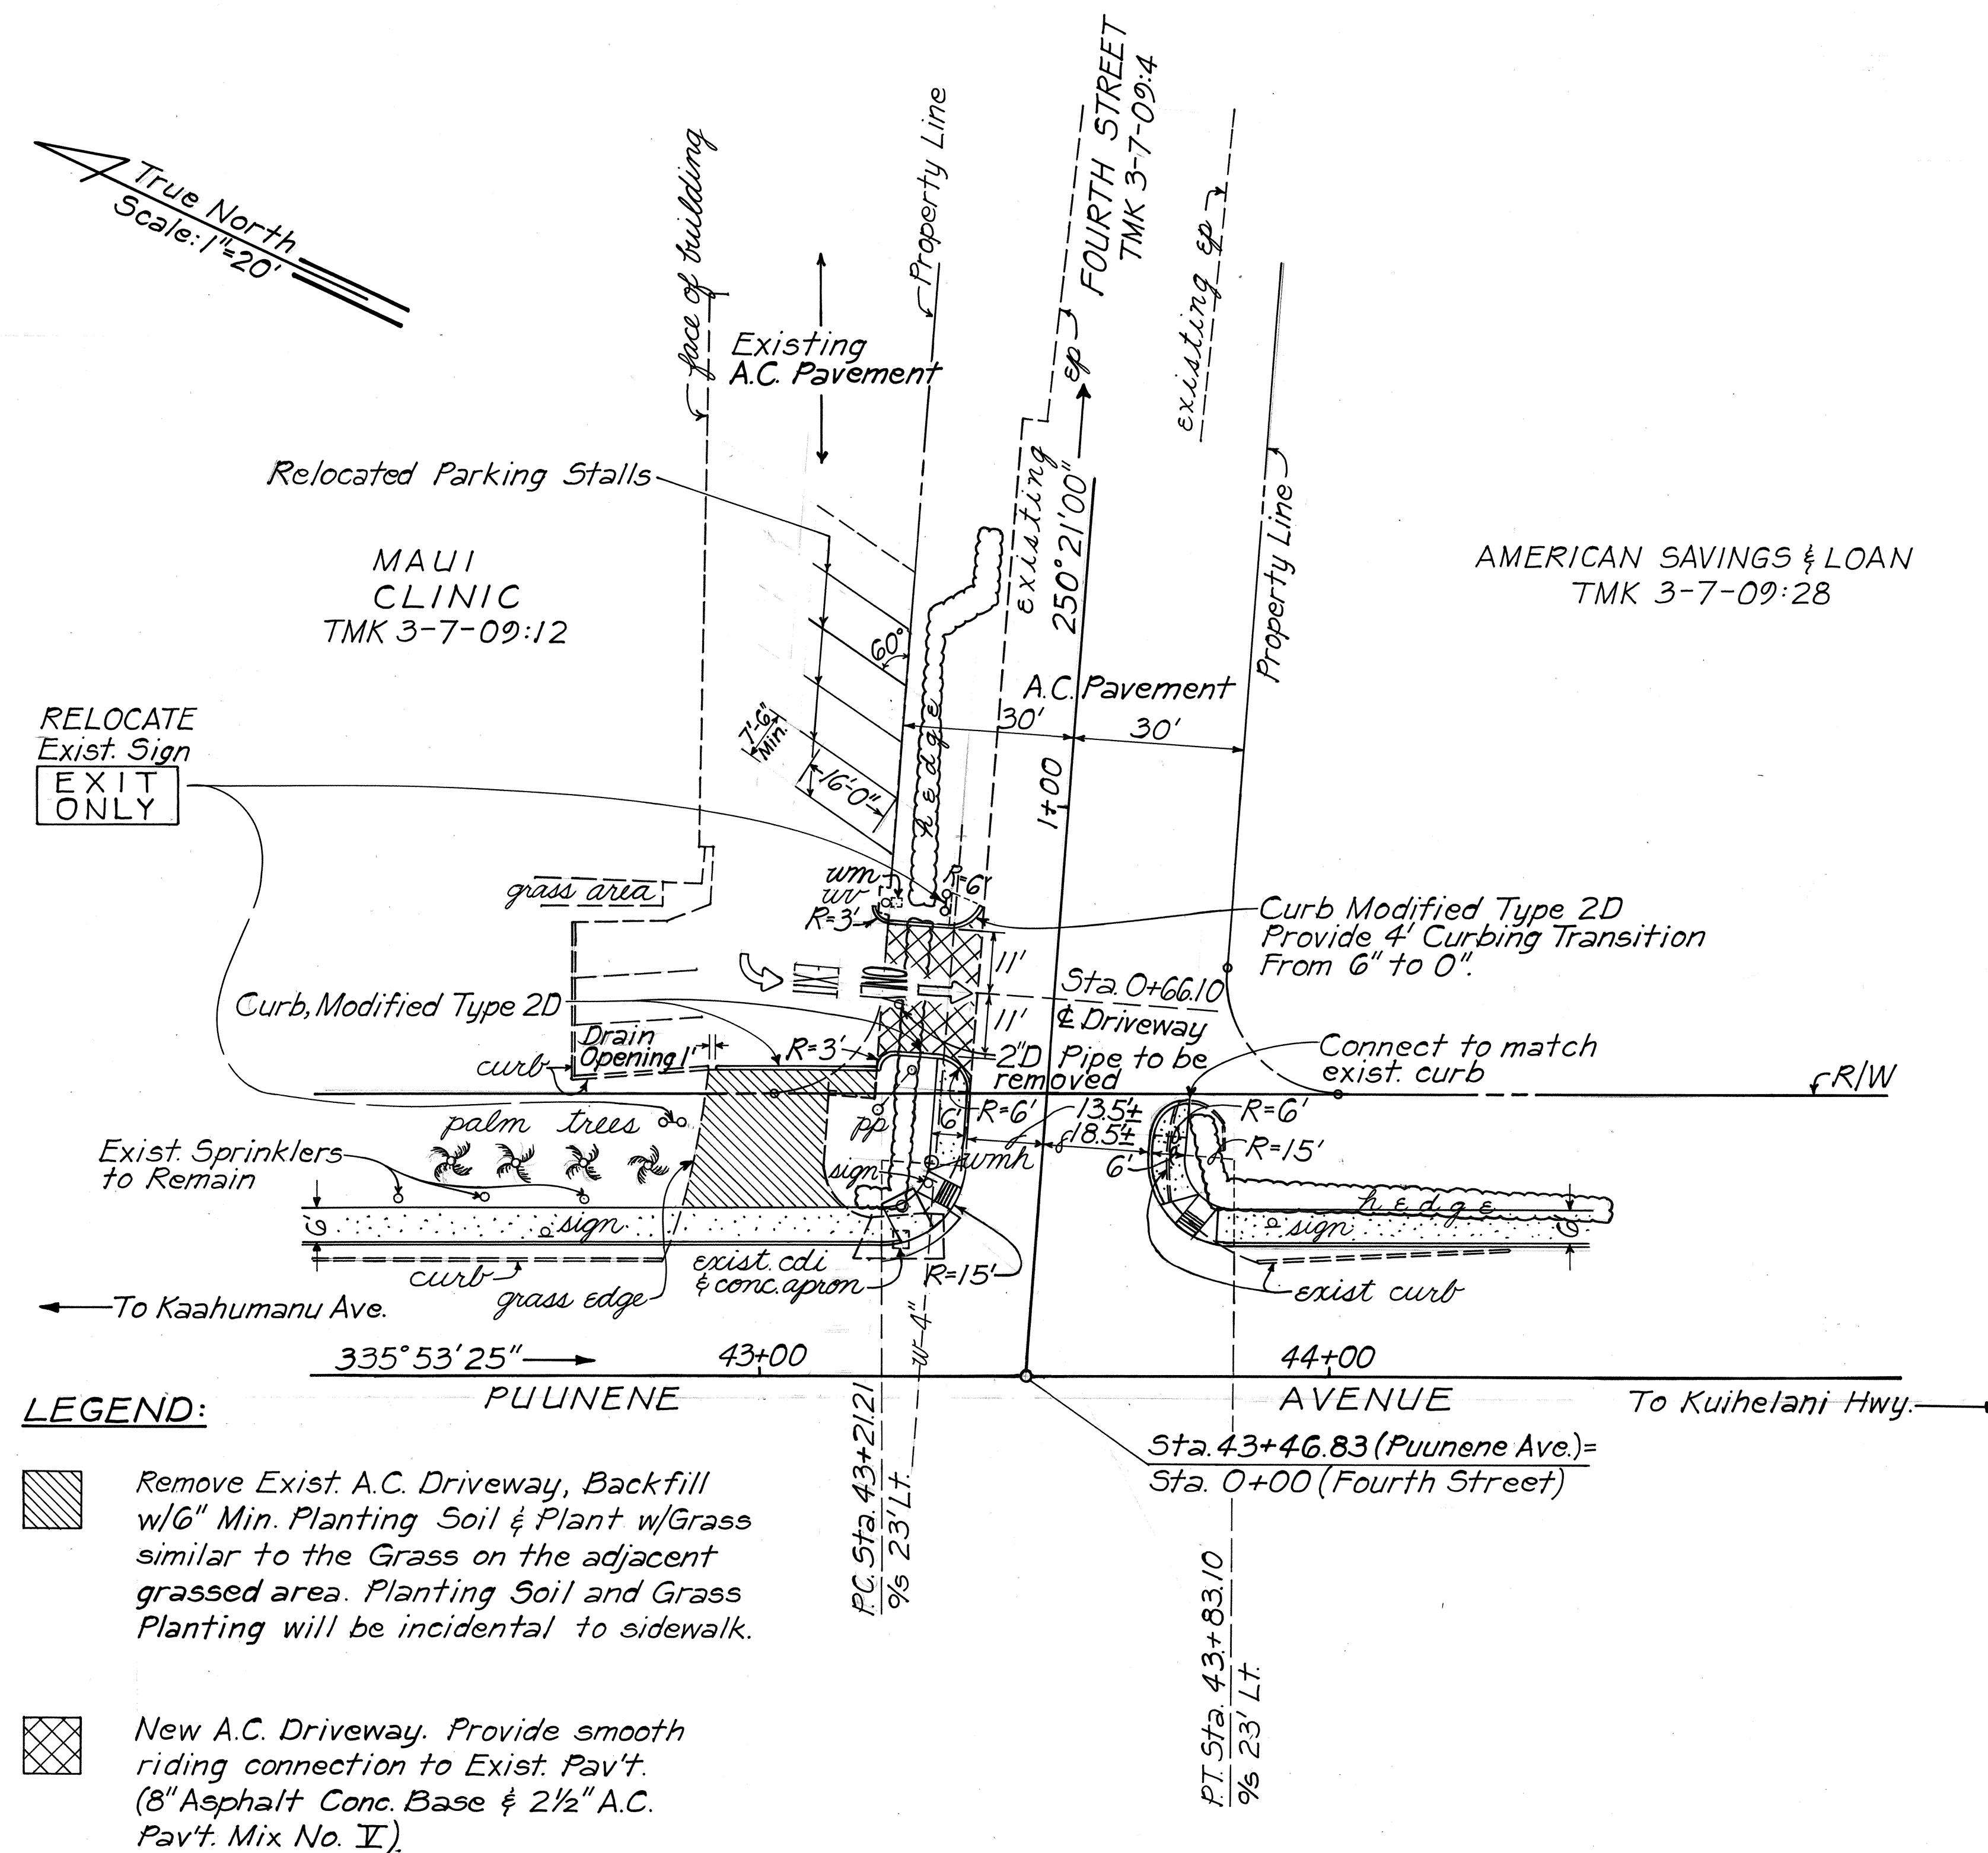 True North
Scale: 1"=20'
face of building
Property Line
FOURTH STREET
TMK 3-7-09:4
existing ep
Existing
A.C. Pavement
ep
existing
250°21'00"
Property Line
Relocated Parking Stalls
MAUI
CLINIC
TMK 3-7-09:12
AMERICAN SAVINGS & LOAN
TMK 3-7-09:28
60°
A.C. Pavement
30'
30'
hedge
7'-6"
Min.
16'-0"
1+00
RELOCATE
Exist. Sign
EXIT
ONLY
grass area
wm
wv
R=3'
R=6'
Curb Modified Type 2D
Provide 4' Curbing Transition
From 6" to 0".
11'
Sta. 0+66.10
℄ Driveway
11'
Curb, Modified Type 2D
Drain
Opening 1'
R=3'
curb
2"D Pipe to be
removed
Connect to match
exist. curb
R/W
palm trees
pp
6'
R=6'
13.5'±
18.5'±
R=6'
R=15'
6'
Exist. Sprinklers
to Remain
sign
wmh
hedge
6'
sign
sign
6'
curb
grass edge
exist. cdi
& conc. apron
R=15'
exist curb
To Kaahumanu Ave.
w-4"
335°53'25"
43+00
44+00
PUUNENE
AVENUE
To Kuihelani Hwy.
P.C. Sta. 43+21.21
o/s 23' Lt.
Sta. 43+46.83 (Puunene Ave.)=
Sta. 0+00 (Fourth Street)
P.T. Sta. 43+83.10
o/s 23' Lt.
LEGEND:
Remove Exist. A.C. Driveway, Backfill
w/6" Min. Planting Soil & Plant w/Grass
similar to the Grass on the adjacent
grassed area. Planting Soil and Grass
Planting will be incidental to sidewalk.
New A.C. Driveway. Provide smooth
riding connection to Exist. Pav't.
(8" Asphalt Conc. Base & 2½" A.C.
Pav't. Mix No. V).